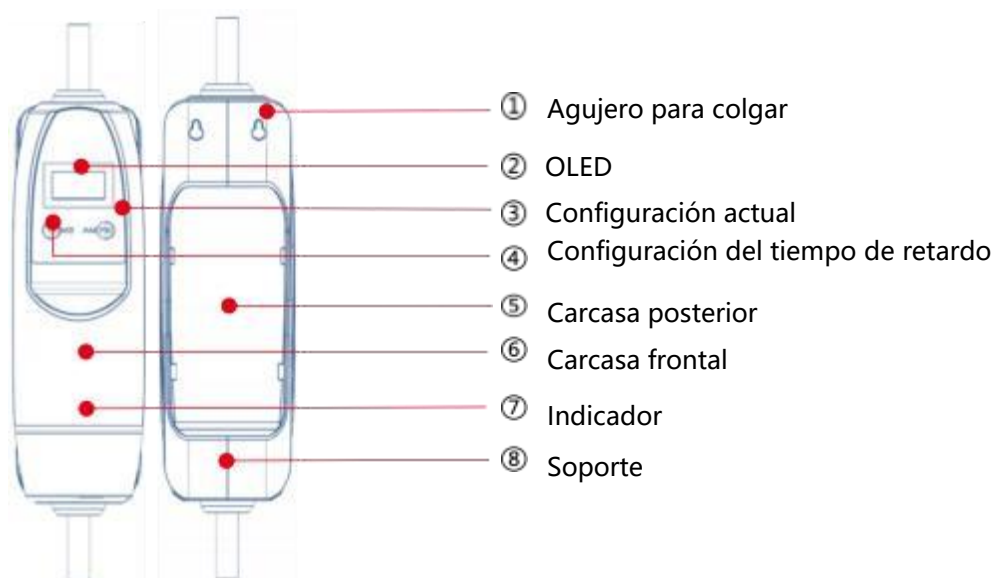 ① Agujero para colgar
② OLED
③ Configuración actual
④ Configuración del tiempo de retardo
⑤ Carcasa posterior
⑥ Carcasa frontal
⑦ Indicador
⑧ Soporte